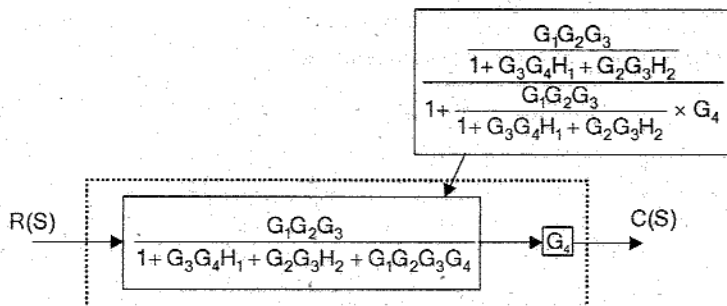 G₁G₂G₃
1+ G₃G₄H₁ + G₂G₃H₂
1+ G₁G₂G₃ × G₄
1+ G₃G₄H₁ + G₂G₃H₂
R(S)
G₁G₂G₃
1+ G₃G₄H₁ + G₂G₃H₂ + G₁G₂G₃G₄
G₄
C(S)